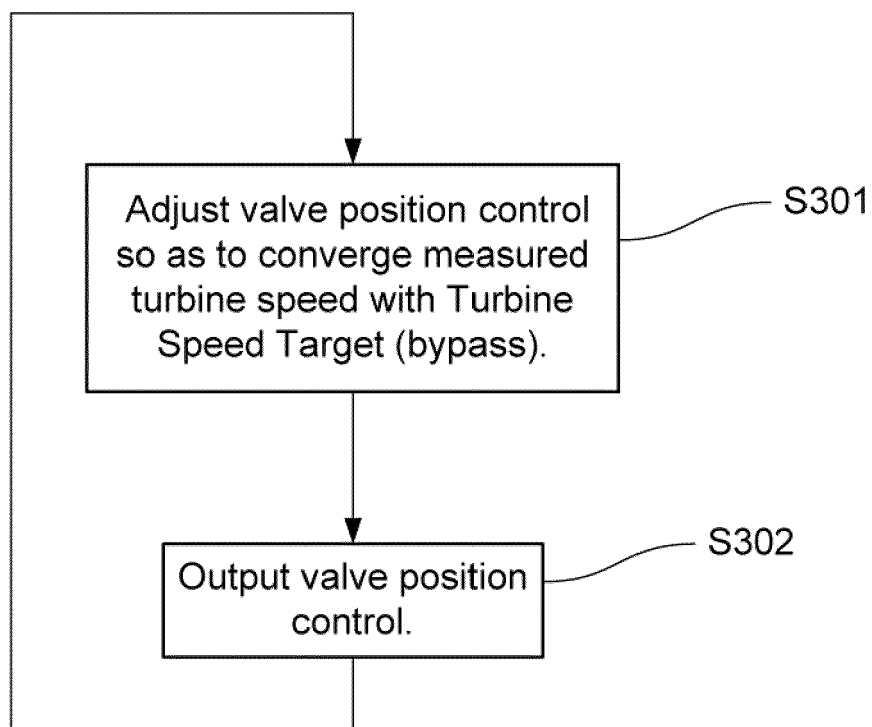 Adjust valve position control
so as to converge measured
turbine speed with Turbine
Speed Target (bypass).
S301
Output valve position
control.
S302